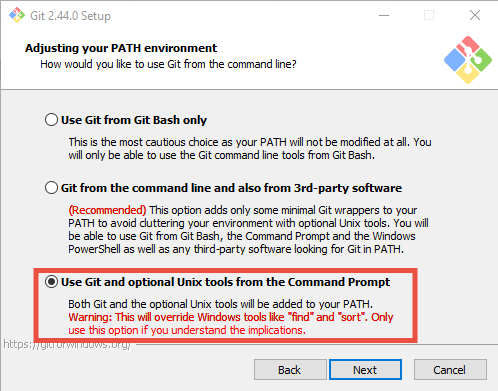 Git 2.44.0 Setup
Adjusting your PATH environment
How would you like to use Git from the command line?
Use Git from Git Bash only
This is the most cautious choice as your PATH will not be modified at all. You
will only be able to use the Git command line tools from Git Bash.
Git from the command line and also from 3rd-party software
(Recommended) This option adds only some minimal Git wrappers to your
PATH to avoid cluttering your environment with optional Unix tools. You will
be able to use Git from Git Bash, the Command Prompt and the Windows
PowerShell as well as any third-party software looking for Git in PATH.
Use Git and optional Unix tools from the Command Prompt
Both Git and the optional Unix tools will be added to your PATH.
Warning: This will override Windows tools like "find" and "sort". Only
use this option if you understand the implications.
https://gitforwindows.org/
Back Next Cancel